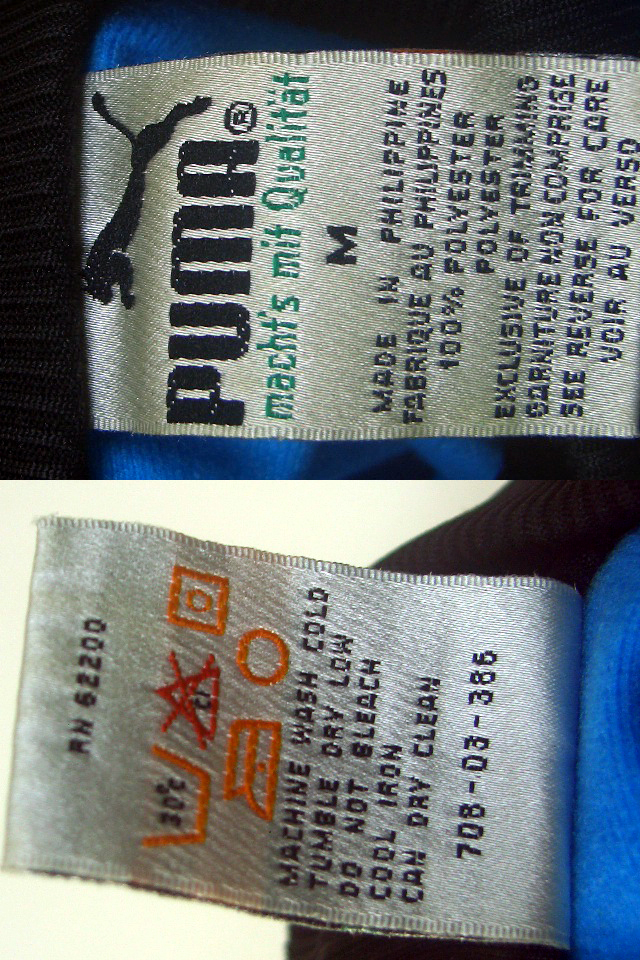 PUMA®
macht's mit Qualität
M
MADE IN PHILIPPINE
FABRIQUE AU PHILIPPINES
100% POLYESTER
POLYESTER
EXCLUSIVE OF TRIMMING
GARNITURE NON COMPRISE
SEE REVERSE FOR CARE
VOIR AU VERSO
RN 62200
30°c
cl
MACHINE WASH COLD
TUMBLE DRY LOW
DO NOT BLEACH
COOL IRON
CAN DRY CLEAN
708-03-386